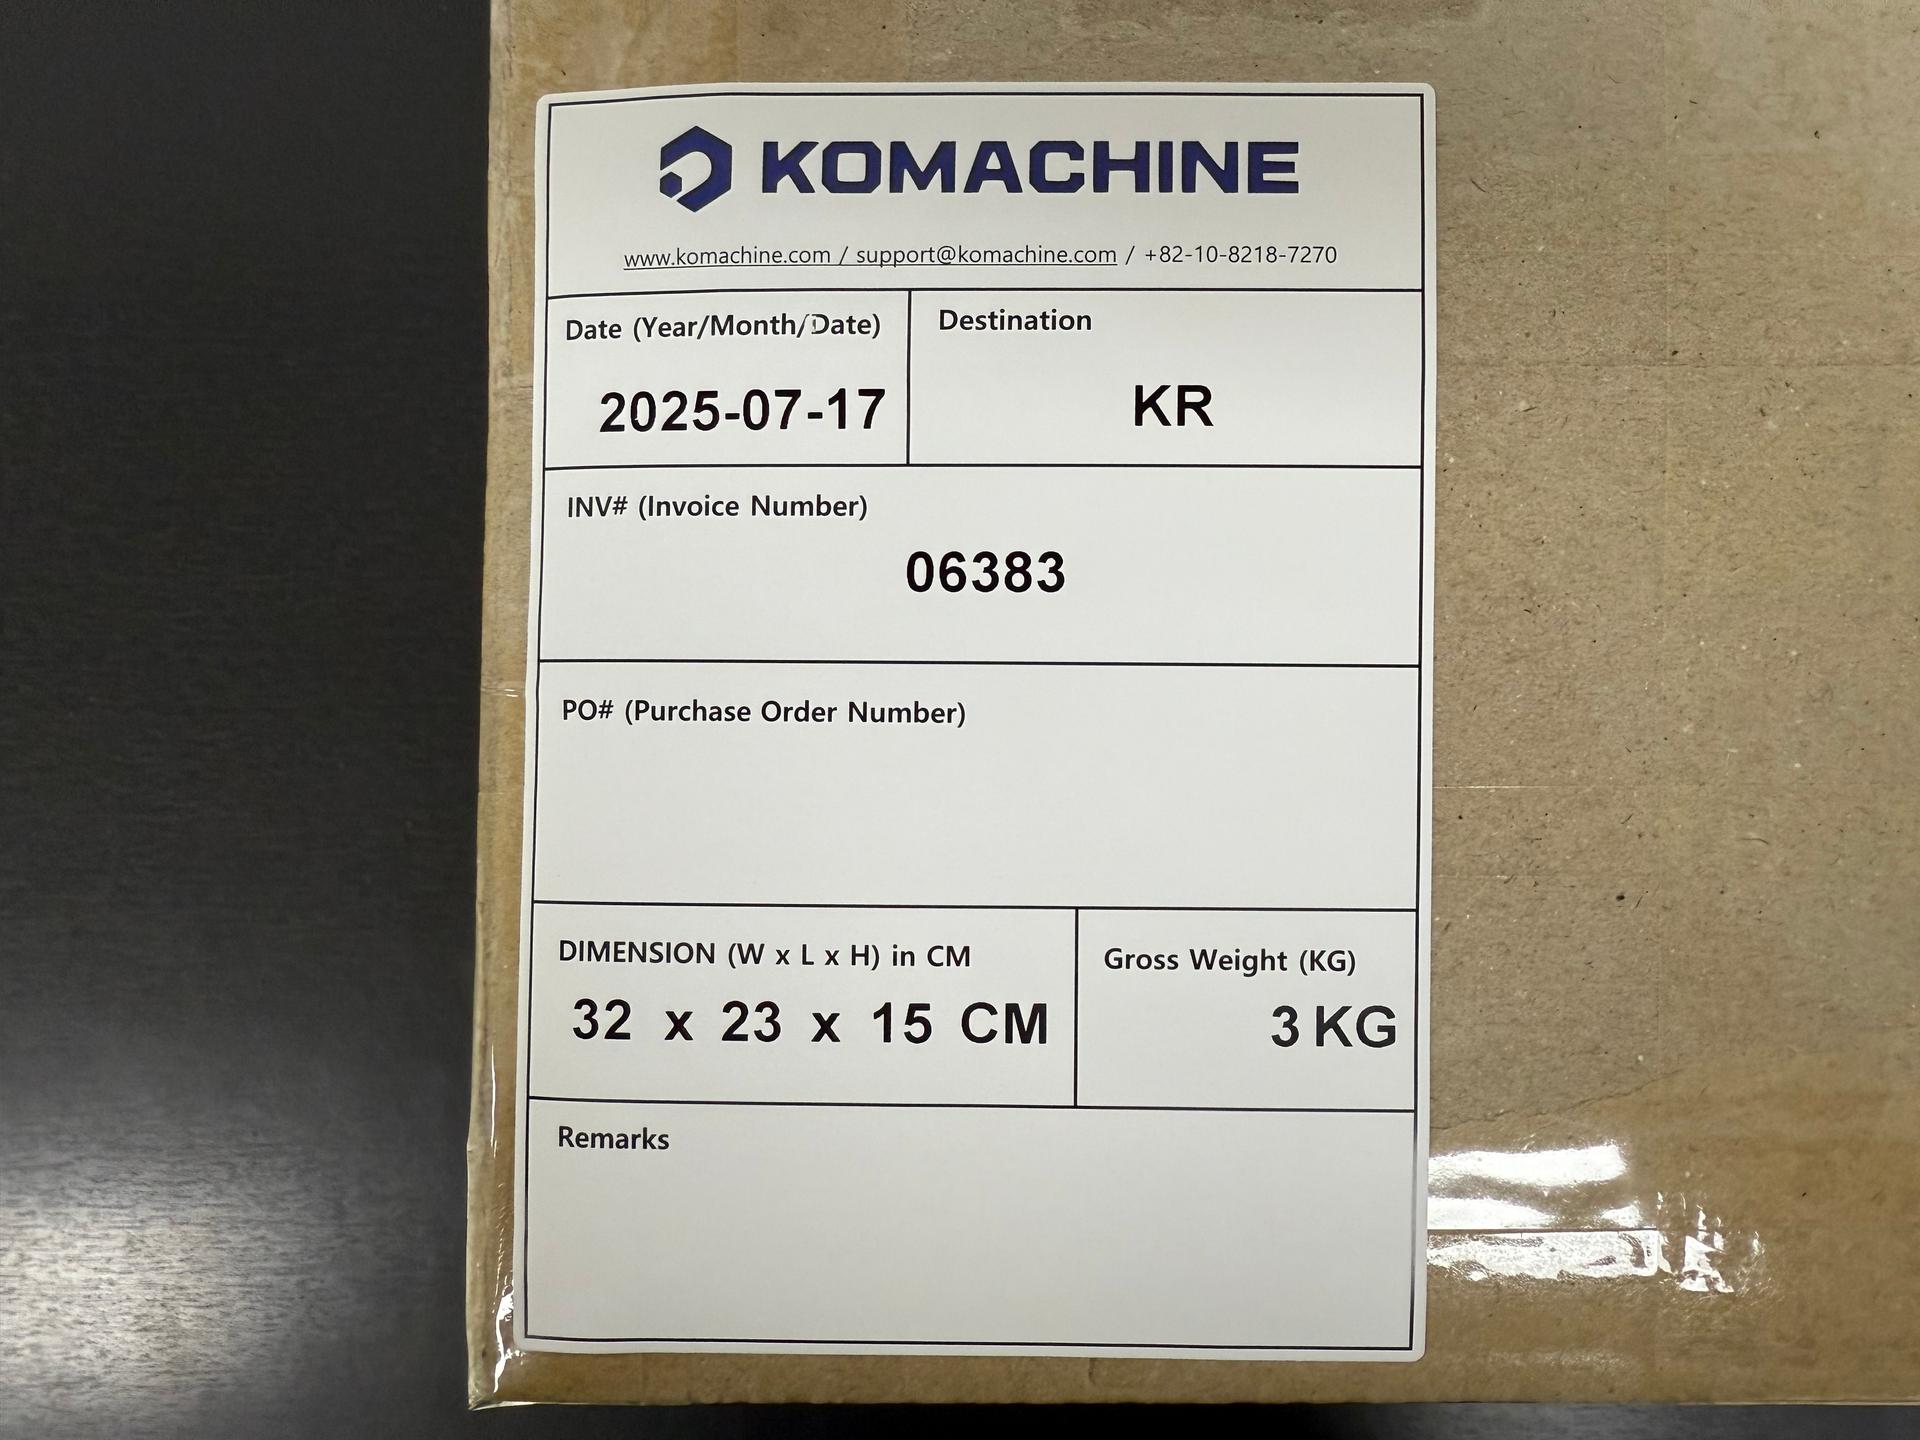 KOMACHINE
www.komachine.com / support@komachine.com / +82-10-8218-7270
Date (Year/Month/Date)
2025-07-17
Destination
KR
INV# (Invoice Number)
06383
PO# (Purchase Order Number)
DIMENSION (W x L x H) in CM
32 x 23 x 15 CM
Gross Weight (KG)
3 KG
Remarks